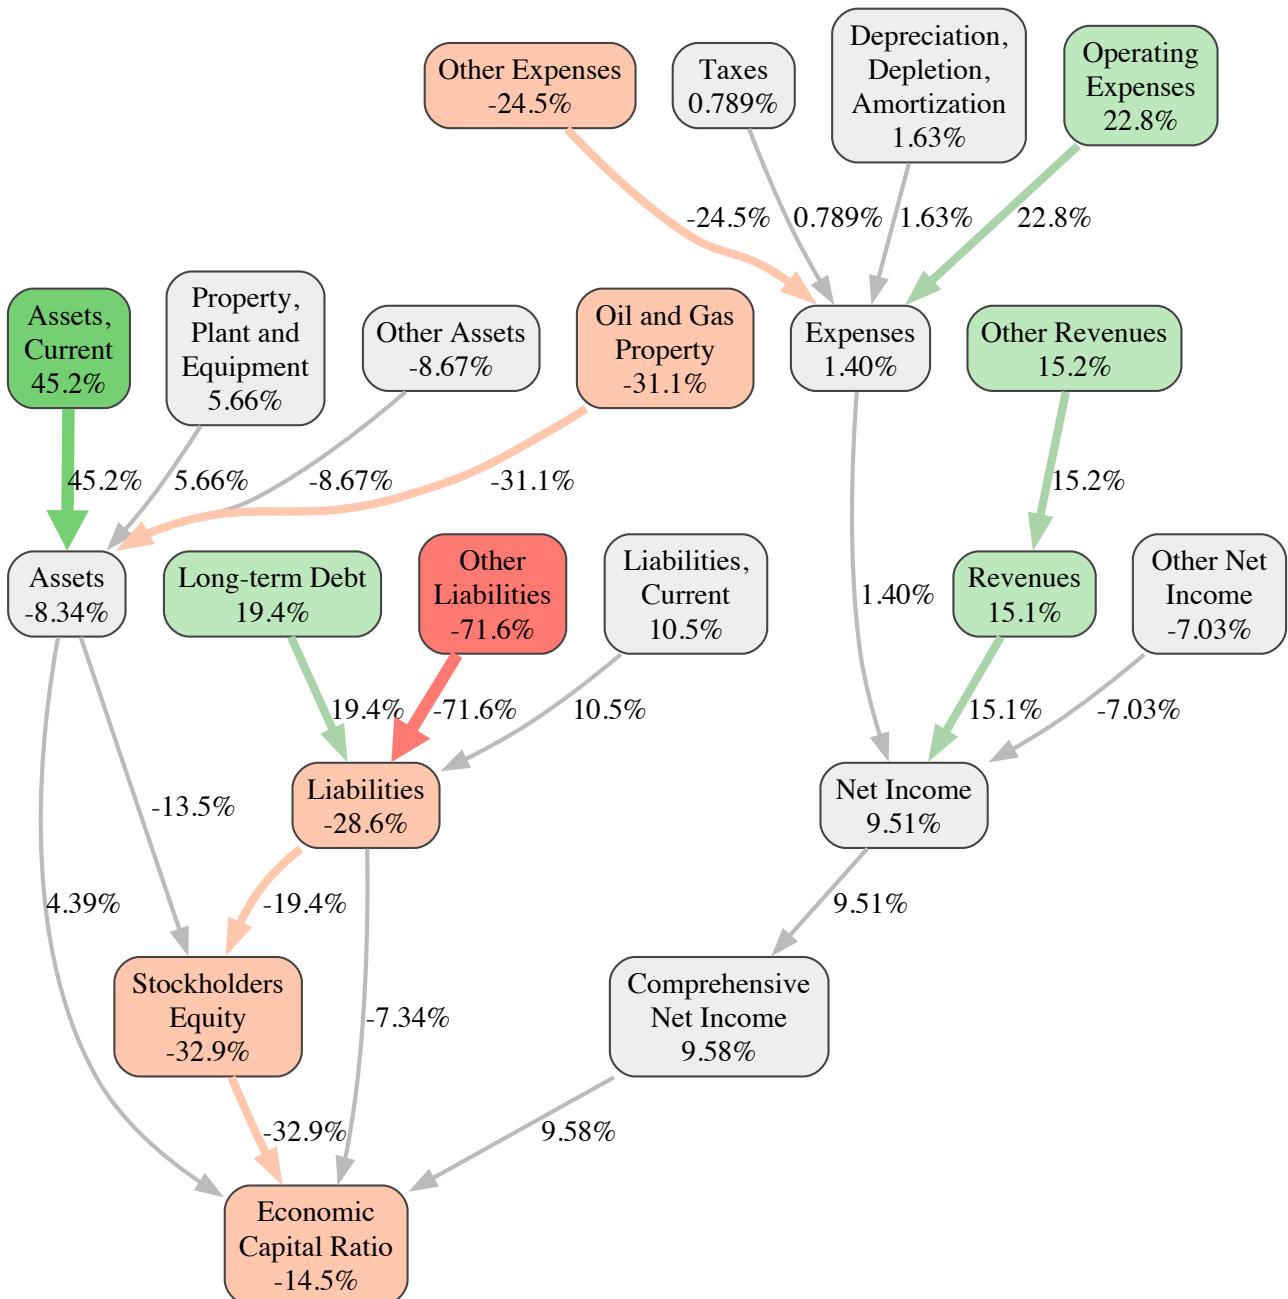 Other Expenses
-24.5%
Taxes
0.789%
Depreciation,
Depletion,
Amortization
1.63%
Operating
Expenses
22.8%
-24.5%
0.789%
1.63%
22.8%
Assets,
Current
45.2%
Property,
Plant and
Equipment
5.66%
Other Assets
-8.67%
Oil and Gas
Property
-31.1%
Expenses
1.40%
Other Revenues
15.2%
45.2%
5.66%
-8.67%
-31.1%
15.2%
Assets
-8.34%
Long-term Debt
19.4%
Other
Liabilities
-71.6%
Liabilities,
Current
10.5%
1.40%
Revenues
15.1%
Other Net
Income
-7.03%
19.4%
-71.6%
10.5%
15.1%
-7.03%
-13.5%
Liabilities
-28.6%
Net Income
9.51%
4.39%
-19.4%
9.51%
Stockholders
Equity
-32.9%
-7.34%
Comprehensive
Net Income
9.58%
-32.9%
9.58%
Economic
Capital Ratio
-14.5%